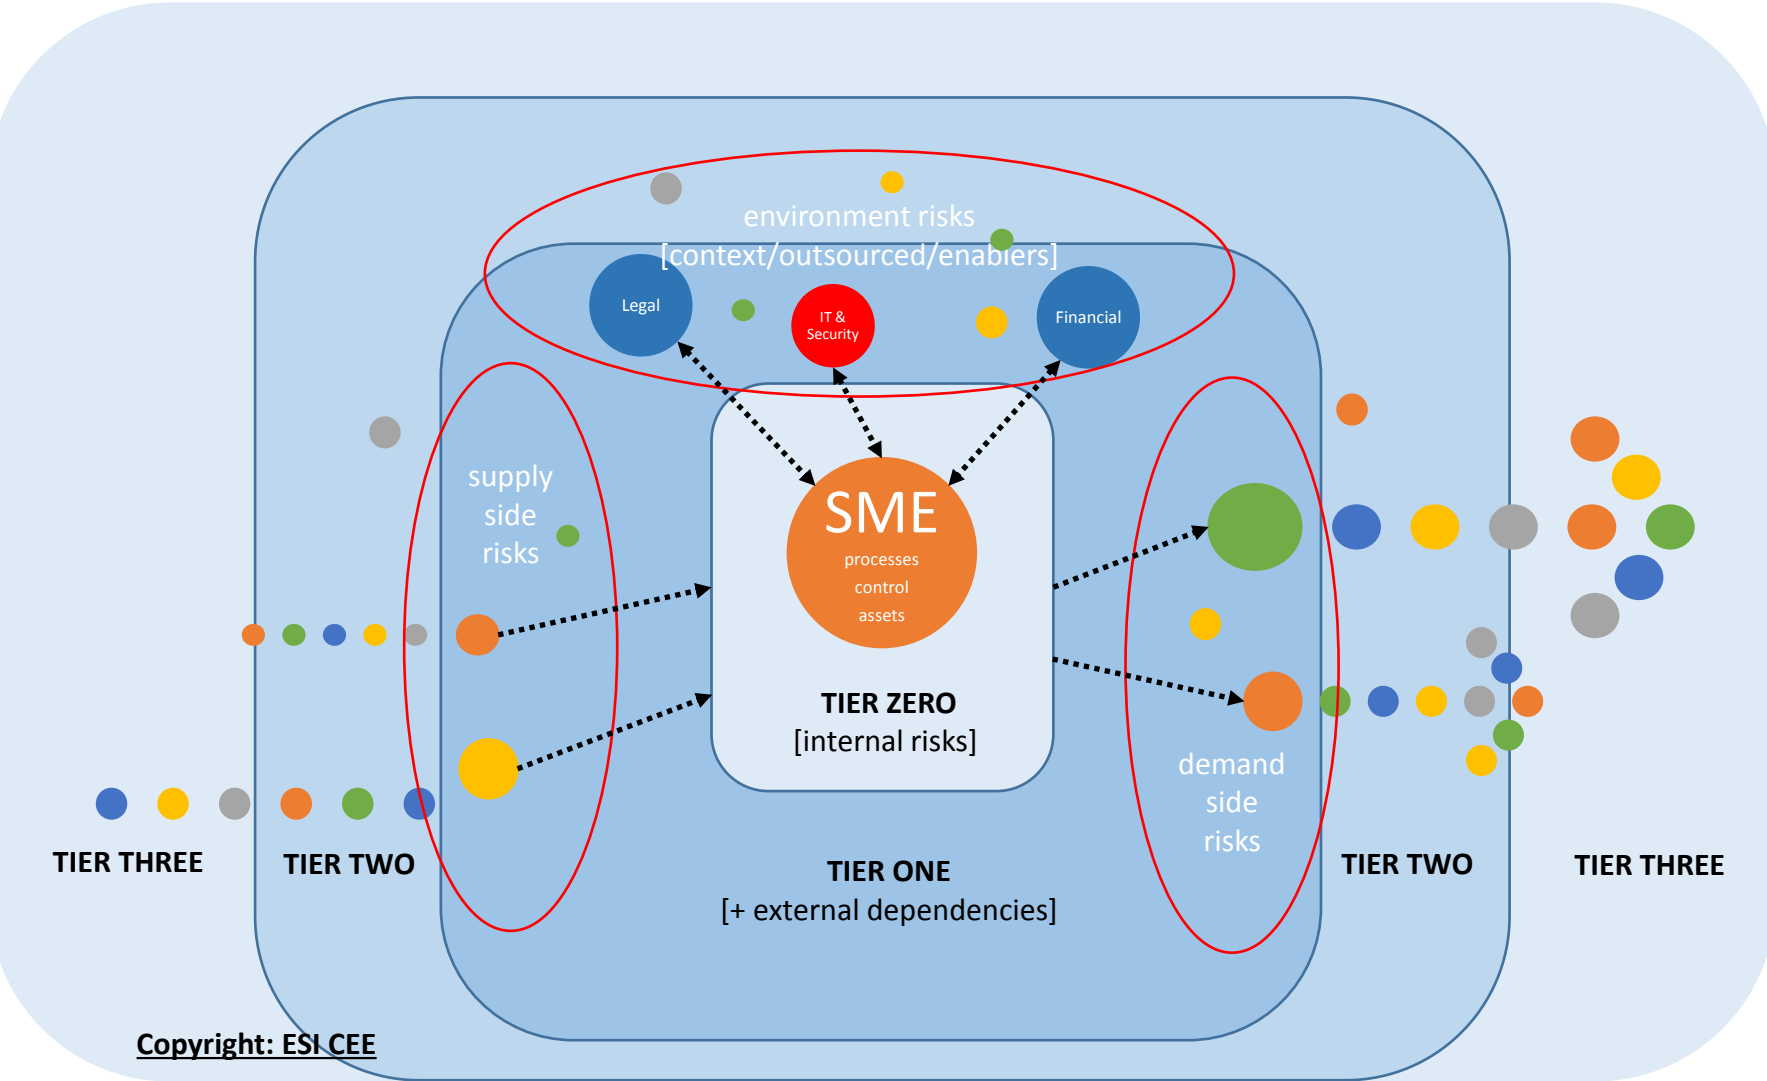 environment risks
[context/outsourced/enablers]
Legal
IT &
Security
Financial
supply
side
risks
SME
processes
control
assets
TIER ZERO
[internal risks]
demand
side
risks
TIER THREE
TIER TWO
TIER ONE
[+ external dependencies]
TIER TWO
TIER THREE
Copyright: ESI CEE